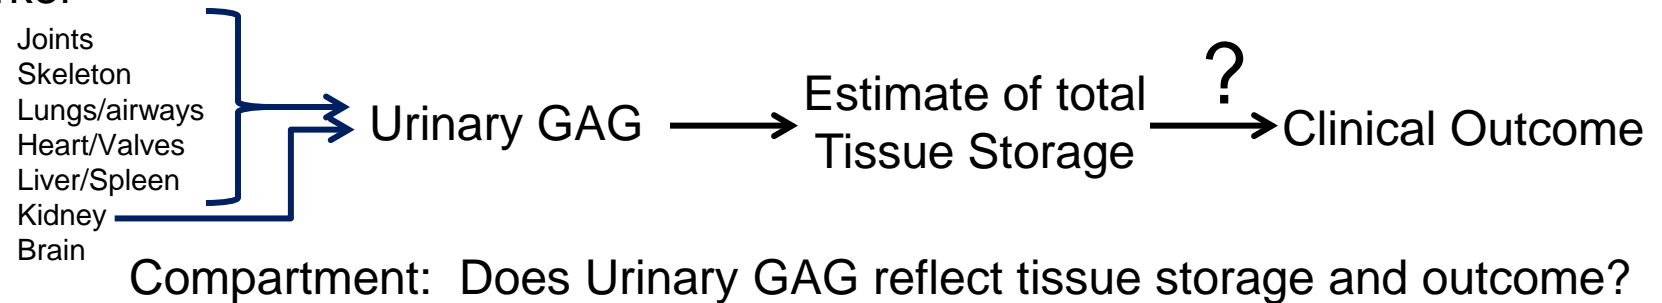 Joints
Skeleton
Lungs/airways
Heart/Valves
Liver/Spleen
Kidney
Brain
Urinary GAG
Estimate of total
Tissue Storage
?
Clinical Outcome
Compartment: Does Urinary GAG reflect tissue storage and outcome?